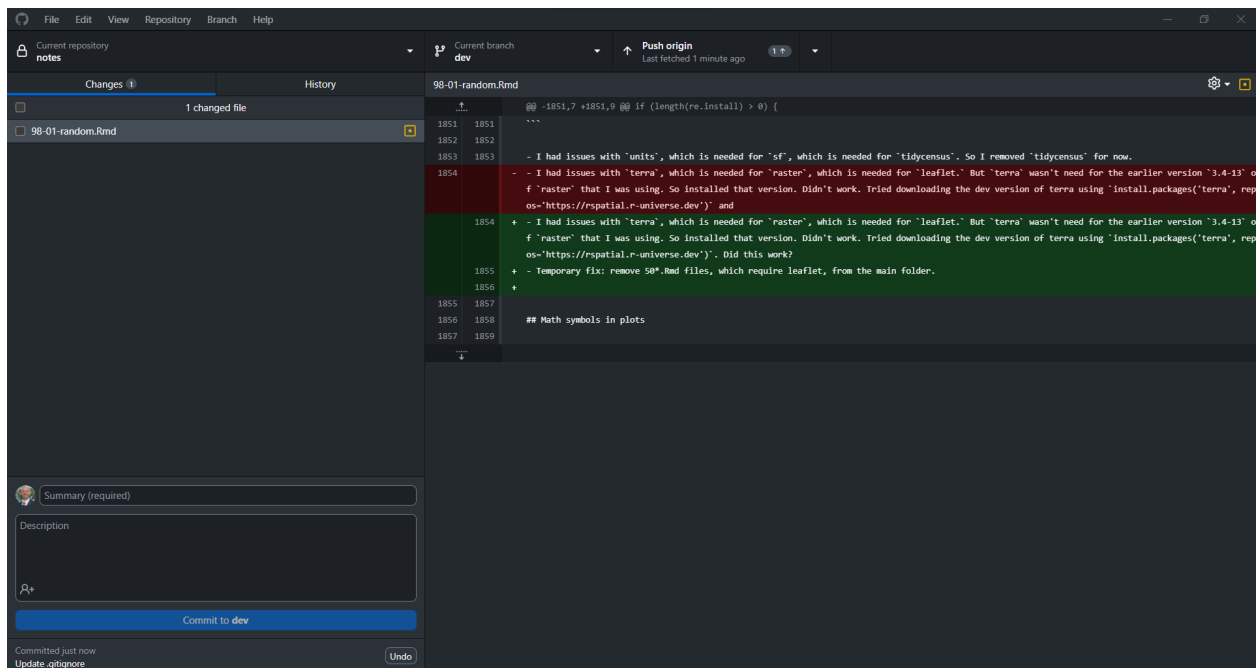 File Edit View Repository Branch Help
Current repository
notes
Current branch
dev
Push origin
Last fetched 1 minute ago
1
Changes 1
History
1 changed file
98-01-random.Rmd
98-01-random.Rmd
@@ -1851,7 +1851,9 @@ if (length(re.install) > 0) {
1851 1851 ```
1852 1852
1853 1853 - I had issues with `units`, which is needed for `sf`, which is needed for `tidycensus`. So I removed `tidycensus` for now.
1854 - - I had issues with `terra`, which is needed for `raster`, which is needed for `leaflet.` But `terra` wasn't need for the earlier version `3.4-13` o
f `raster` that I was using. So installed that version. Didn't work. Tried downloading the dev version of terra using `install.packages('terra', rep
os='https://rspatial.r-universe.dev')` and
1854 + - I had issues with `terra`, which is needed for `raster`, which is needed for `leaflet.` But `terra` wasn't need for the earlier version `3.4-13` o
f `raster` that I was using. So installed that version. Didn't work. Tried downloading the dev version of terra using `install.packages('terra', rep
os='https://rspatial.r-universe.dev')`. Did this work?
1855 + - Temporary fix: remove 50*.Rmd files, which require leaflet, from the main folder.
1856 +
1855 1857
1856 1858 ## Math symbols in plots
1857 1859
Summary (required)
Description
Commit to dev
Committed just now
Update .gitignore
Undo